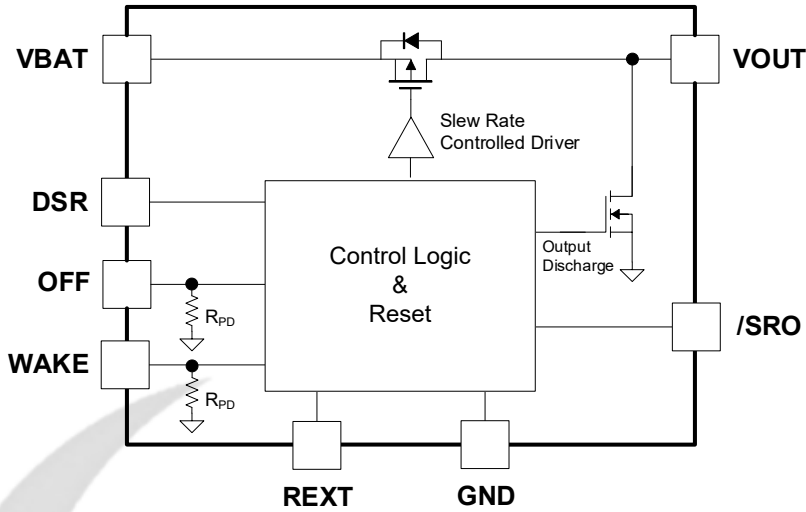 VBAT
VOUT
Slew Rate
Controlled Driver
DSR
Control Logic
&
Reset
Output
Discharge
OFF
RPD
/SRO
WAKE
RPD
REXT
GND